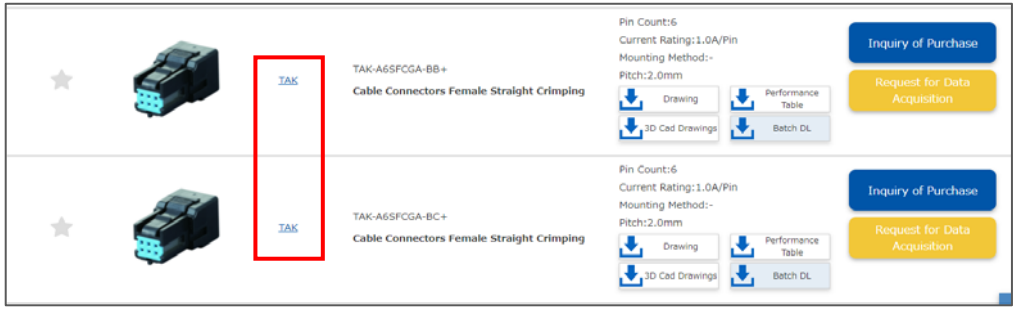 TAK
TAK-A6SFCGA-BB+
Cable Connectors Female Straight Crimping
Pin Count:6
Current Rating:1.0A/Pin
Mounting Method:-
Pitch:2.0mm
Drawing
Performance
Table
3D Cad Drawings
Batch DL
Inquiry of Purchase
Request for Data
Acquisition
TAK
TAK-A6SFCGA-BC+
Cable Connectors Female Straight Crimping
Pin Count:6
Current Rating:1.0A/Pin
Mounting Method:-
Pitch:2.0mm
Drawing
Performance
Table
3D Cad Drawings
Batch DL
Inquiry of Purchase
Request for Data
Acquisition